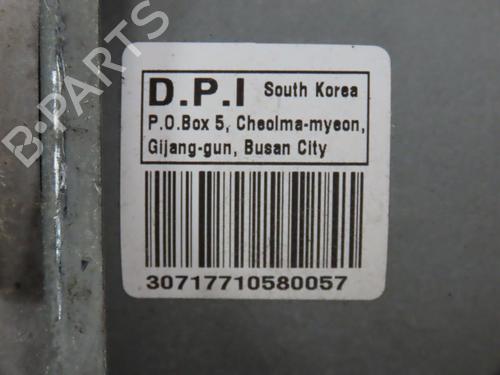 D.P.I South Korea
P.O.Box 5, Cheolma-myeon,
Gijang-gun, Busan City
30717710580057
B-PARTS